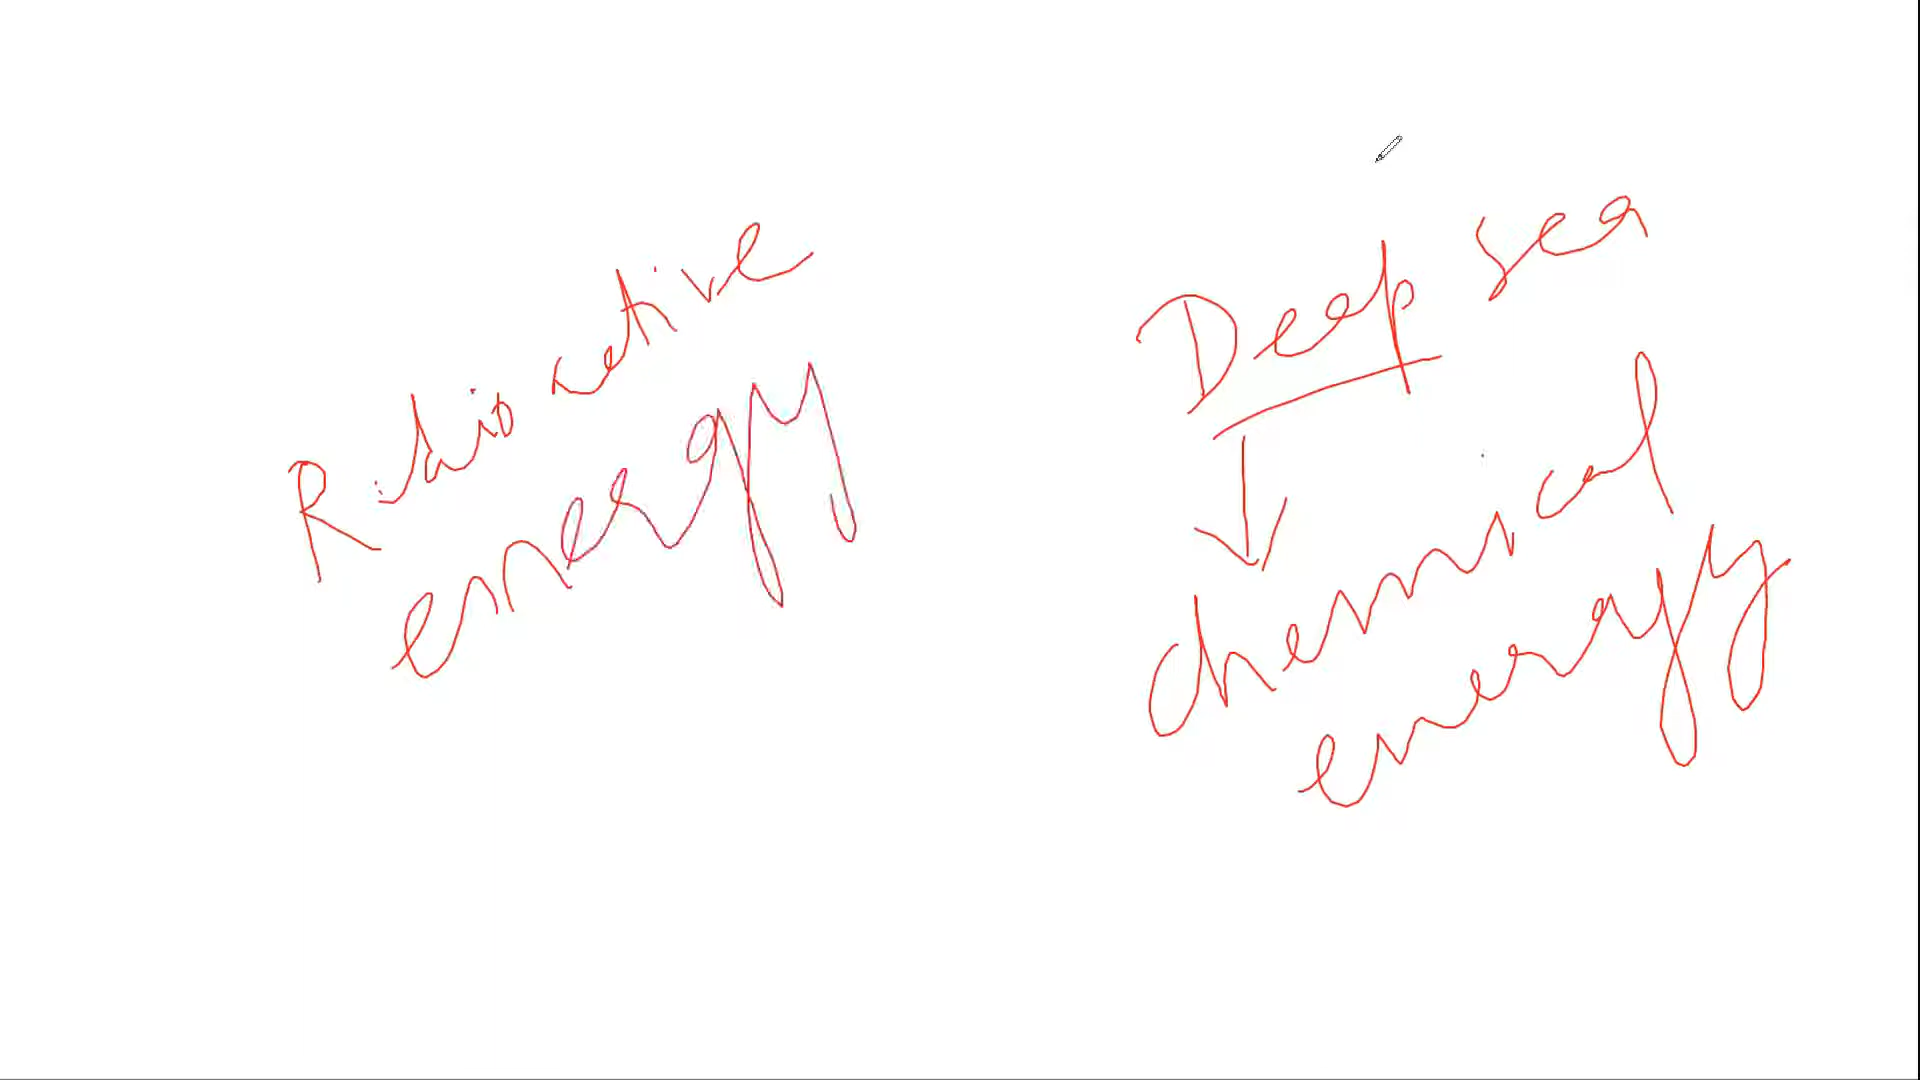 Radioactive
energy
Deep sea
chemical
energy